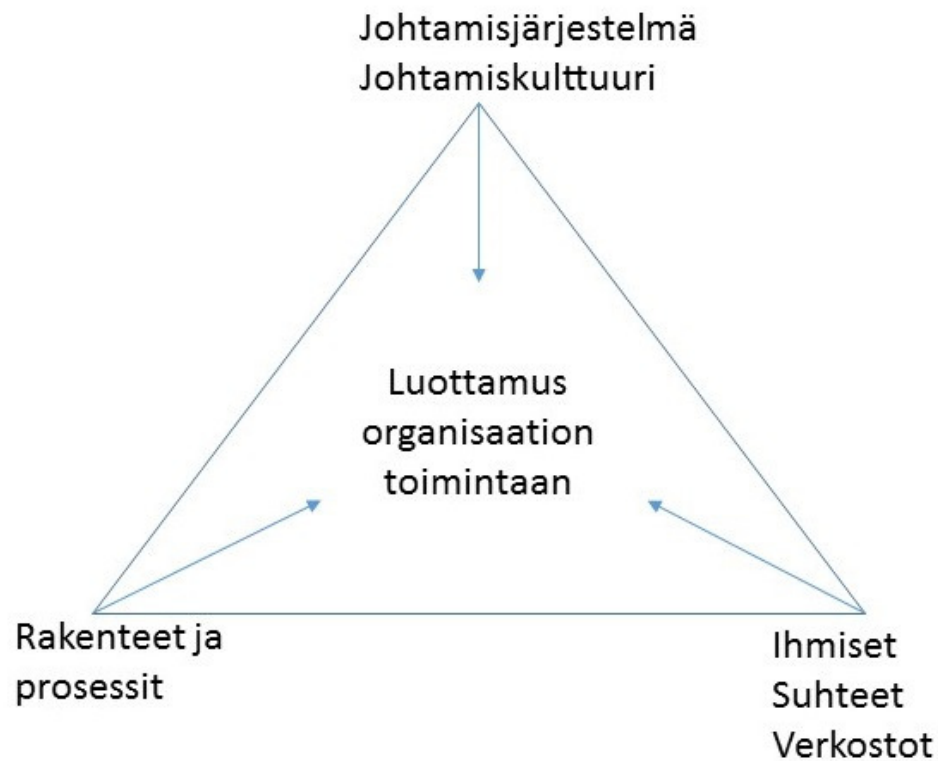 Johtamisjärjestelmä
Johtamiskulttuuri
Luottamus
organisaation
toimintaan
Rakenteet ja
prosessit
Ihmiset
Suhteet
Verkostot